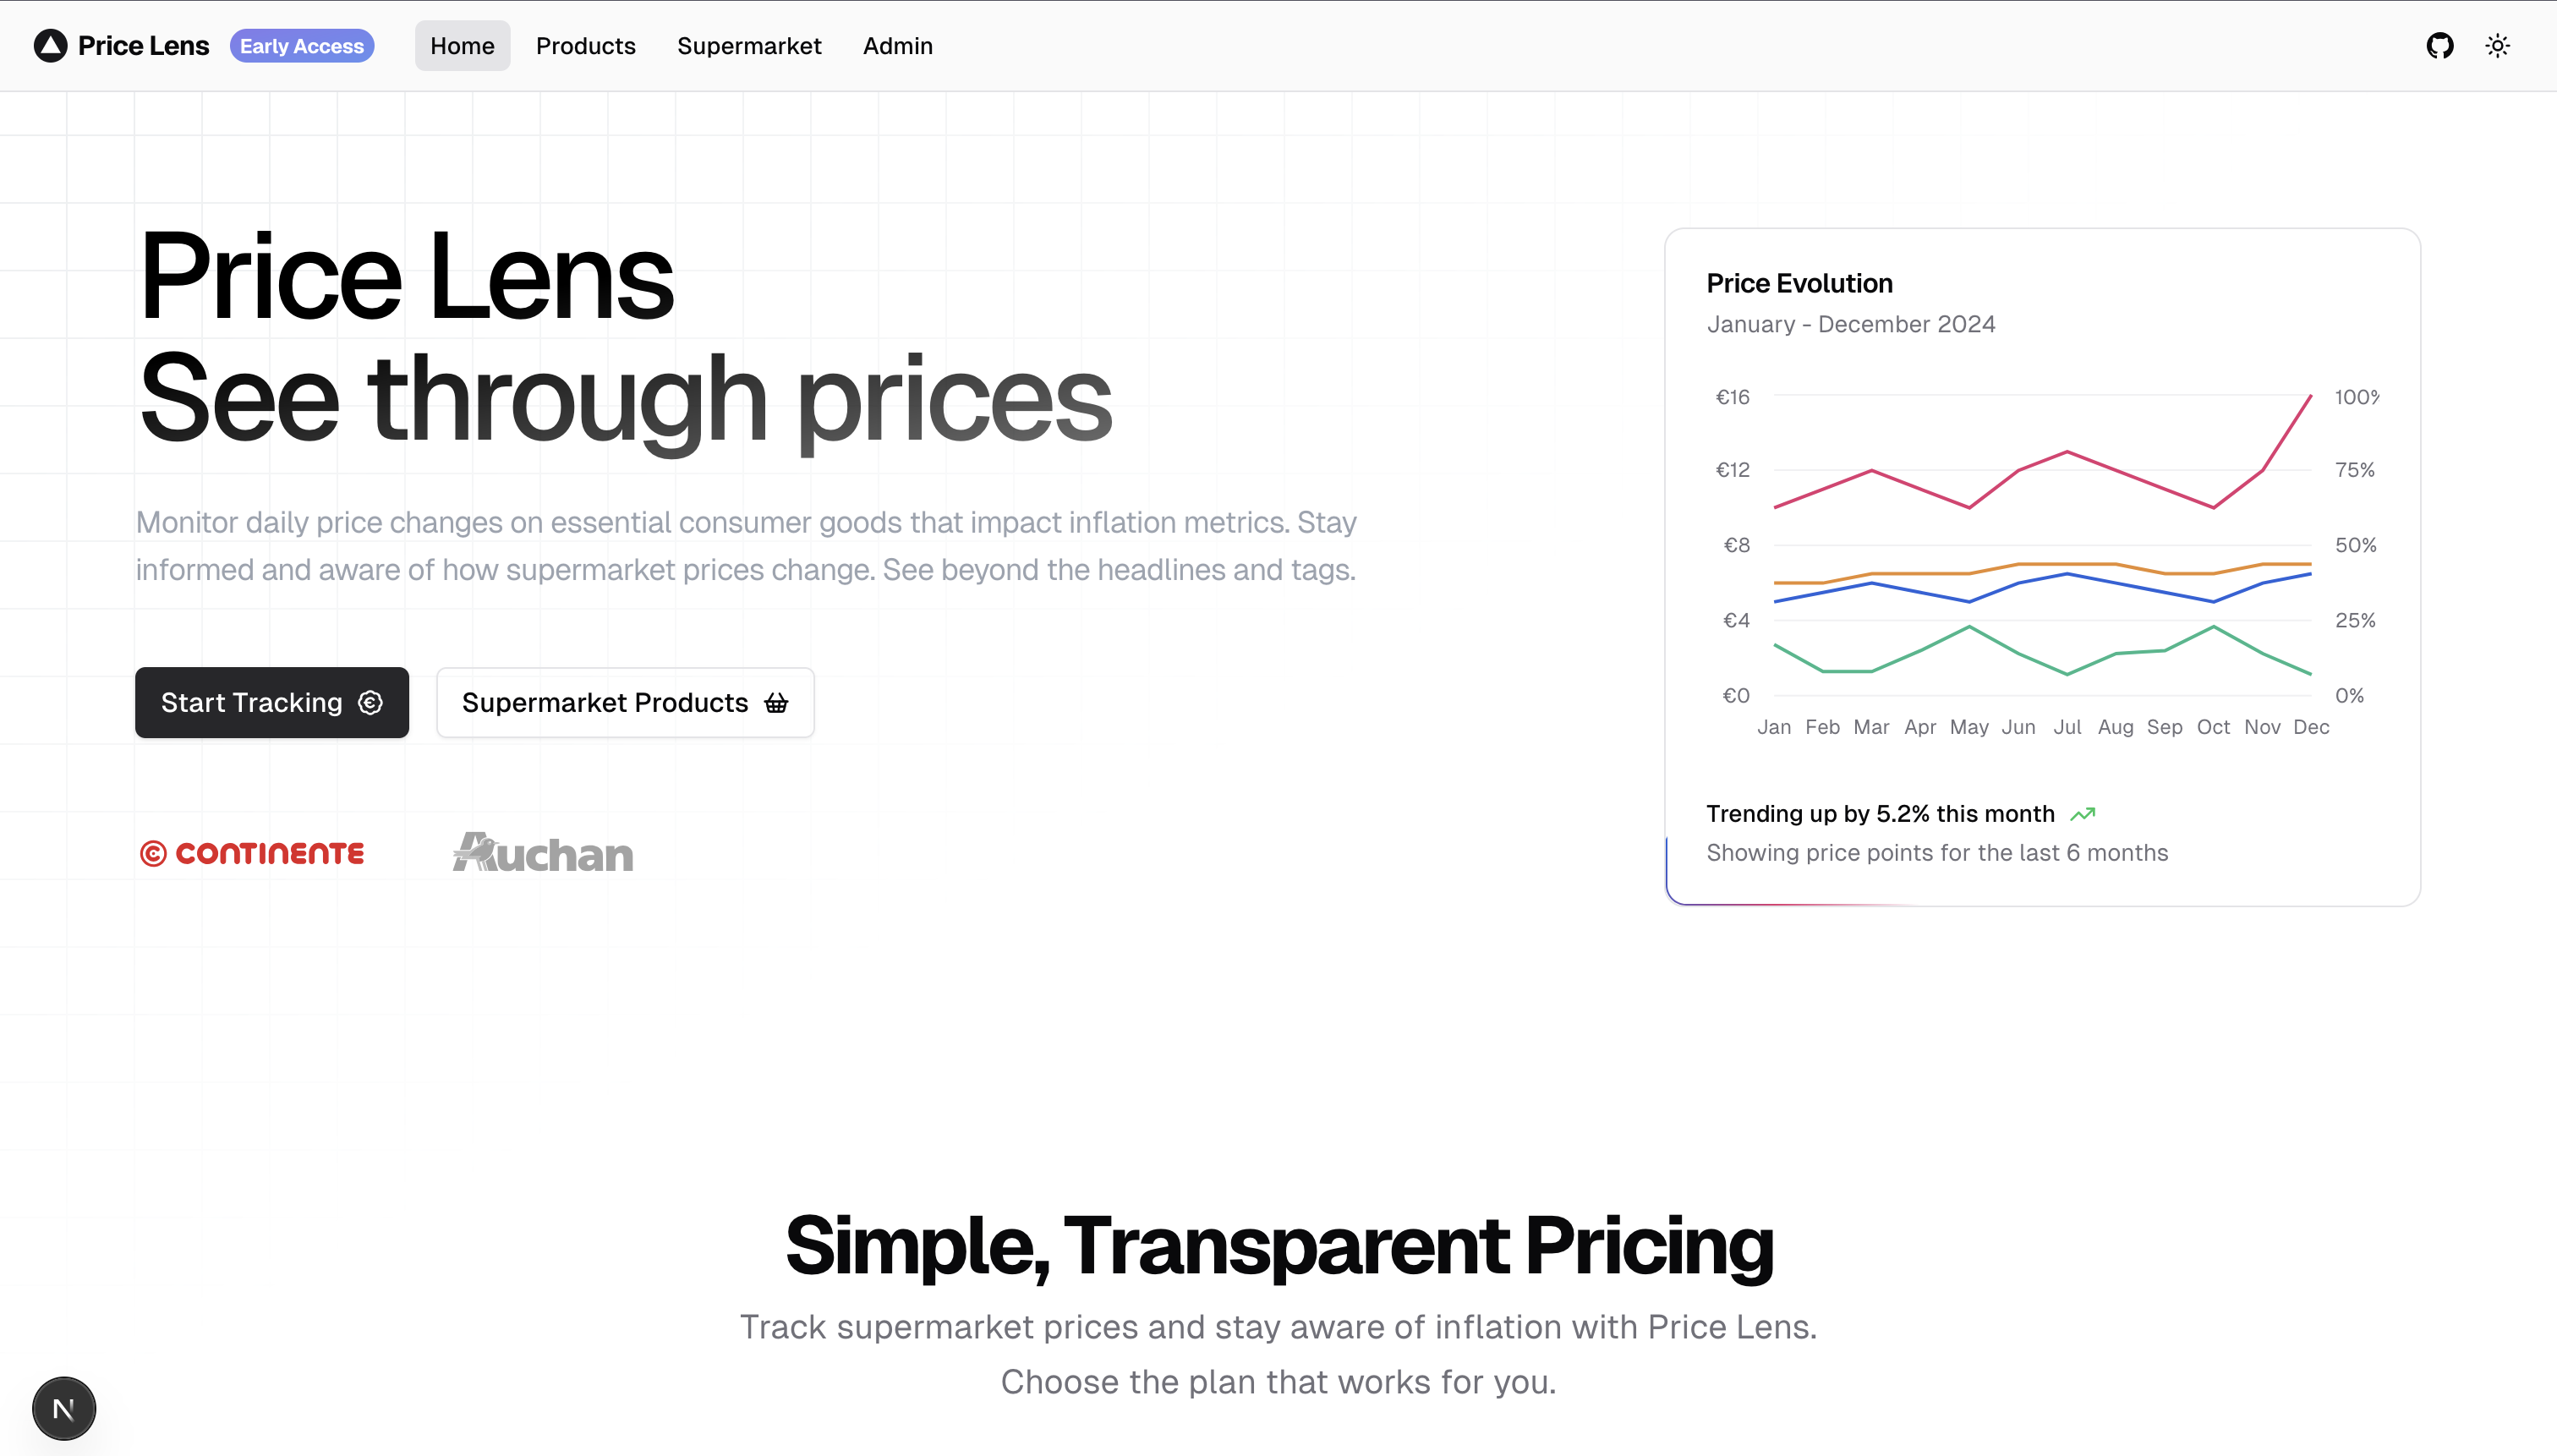 Price Lens Early Access Home Products Supermarket Admin
Price Lens
See through prices
Monitor daily price changes on essential consumer goods that impact inflation metrics. Stay
informed and aware of how supermarket prices change. See beyond the headlines and tags.
Start Tracking Supermarket Products
CONTINENTE Auchan
Price Evolution
January - December 2024
€16 100%
€12 75%
€8 50%
€4 25%
€0 0%
Jan Feb Mar Apr May Jun Jul Aug Sep Oct Nov Dec
Trending up by 5.2% this month
Showing price points for the last 6 months
Simple, Transparent Pricing
Track supermarket prices and stay aware of inflation with Price Lens.
Choose the plan that works for you.
N